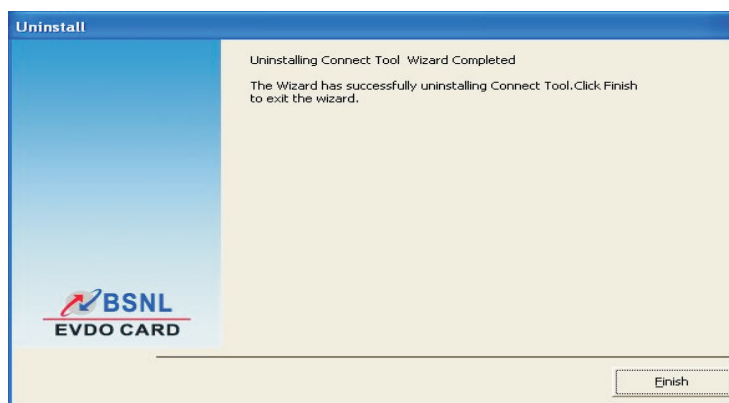 Uninstall
Uninstalling Connect Tool Wizard Completed
The Wizard has successfully uninstalling Connect Tool.Click Finish
to exit the wizard.
BSNL
EVDO CARD
Finish